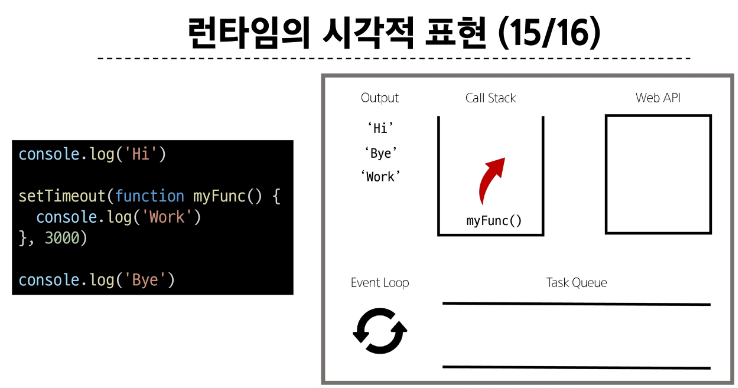 런타임의 시각적 표현 (15/16)
console.log('Hi')
setTimeout(function myFunc() {
console.log('Work')
}, 3000)
console.log('Bye')
Output
‘Hi’
‘Bye’
‘Work’
Call Stack
myFunc()
Web API
Event Loop
Task Queue